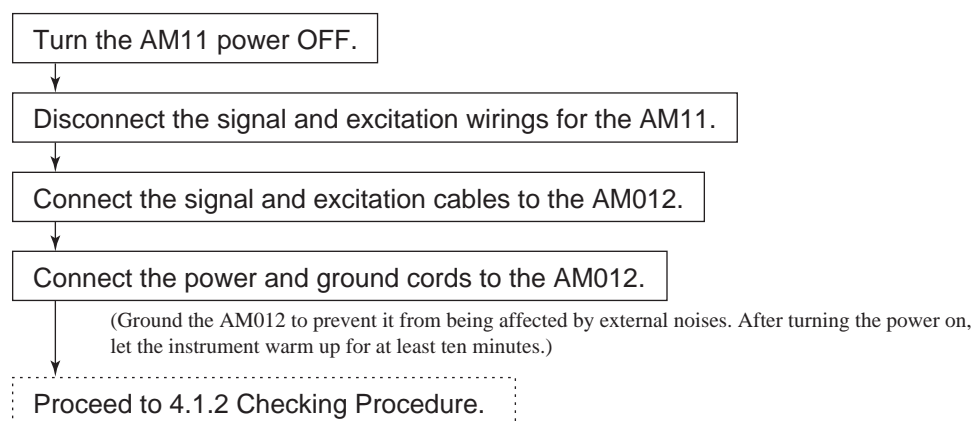 Turn the AM11 power OFF.
Disconnect the signal and excitation wirings for the AM11.
Connect the signal and excitation cables to the AM012.
Connect the power and ground cords to the AM012.
(Ground the AM012 to prevent it from being affected by external noises. After turning the power on,
let the instrument warm up for at least ten minutes.)
Proceed to 4.1.2 Checking Procedure.